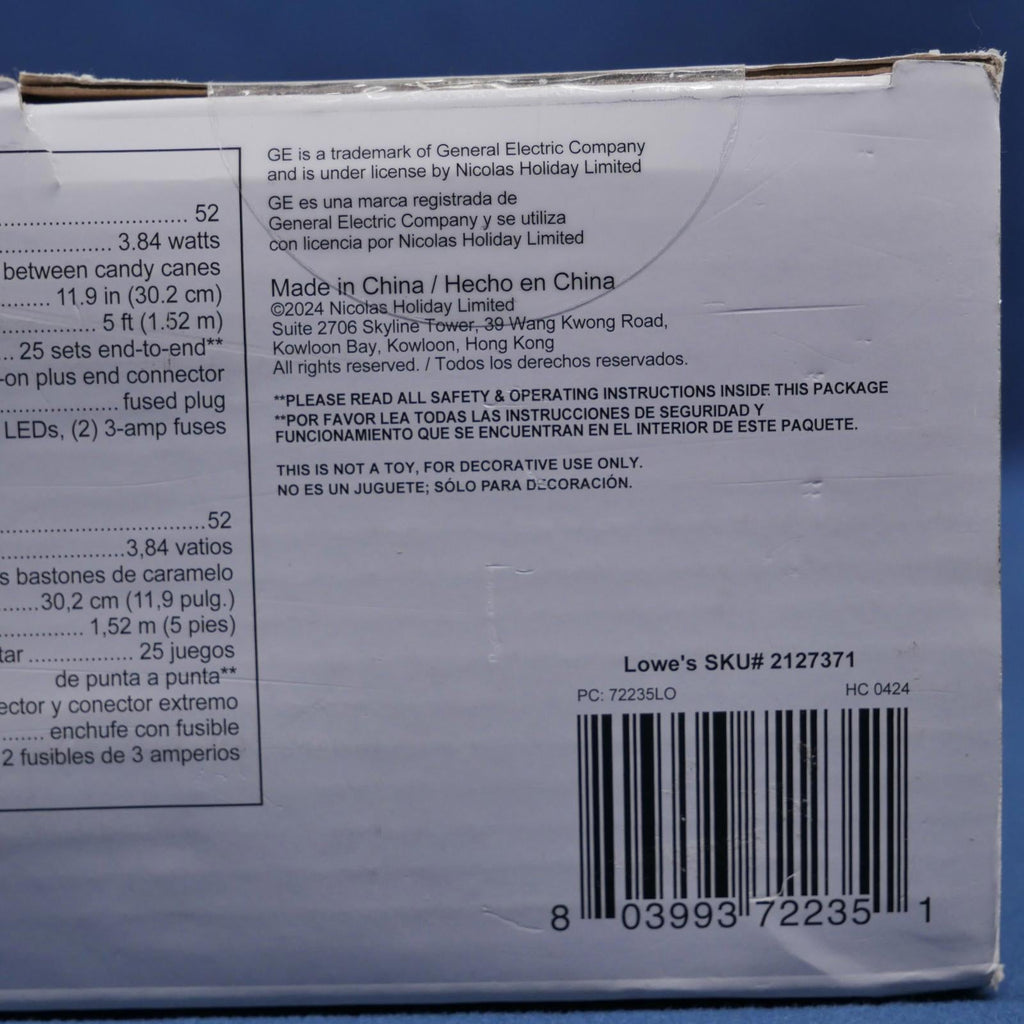 52
3.84 watts
between candy canes
11.9 in (30.2 cm)
5 ft (1.52 m)
25 sets end-to-end**
-on plus end connector
fused plug
LEDs, (2) 3-amp fuses
52
3,84 vatios
s bastones de caramelo
30,2 cm (11,9 pulg.)
1,52 m (5 pies)
tar 25 juegos
de punta a punta**
ector y conector extremo
enchufe con fusible
2 fusibles de 3 amperios
GE is a trademark of General Electric Company
and is under license by Nicolas Holiday Limited
GE es una marca registrada de
General Electric Company y se utiliza
con licencia por Nicolas Holiday Limited
Made in China / Hecho en China
©2024 Nicolas Holiday Limited
Suite 2706 Skyline Tower, 39 Wang Kwong Road,
Kowloon Bay, Kowloon, Hong Kong
All rights reserved. / Todos los derechos reservados.
**PLEASE READ ALL SAFETY & OPERATING INSTRUCTIONS INSIDE THIS PACKAGE
**POR FAVOR LEA TODAS LAS INSTRUCCIONES DE SEGURIDAD Y
FUNCIONAMIENTO QUE SE ENCUENTRAN EN EL INTERIOR DE ESTE PAQUETE.
THIS IS NOT A TOY, FOR DECORATIVE USE ONLY.
NO ES UN JUGUETE; SÓLO PARA DECORACIÓN.
Lowe's SKU# 2127371
PC: 72235LO HC 0424
8 03993 72235 1